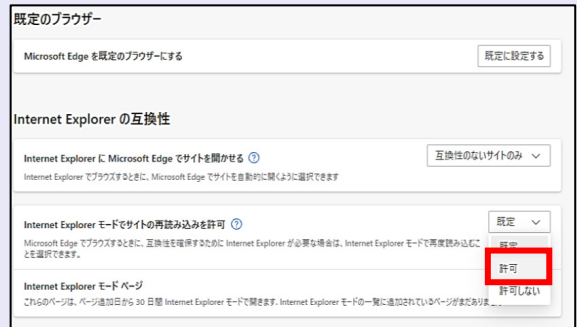 既定のブラウザー
Microsoft Edge を既定のブラウザーにする
既定に設定する
Internet Explorer の互換性
Internet Explorer に Microsoft Edge でサイトを開かせる ?
互換性のないサイトのみ
Internet Explorer でブラウズするときに、Microsoft Edge でサイトを自動的に開くように選択できます
Internet Explorer モードでサイトの再読み込みを許可 ?
既定
Microsoft Edge でブラウズするときに、互換性を確保するために Internet Explorer が必要な場合は、Internet Explorer モードで再度読み込むこ
とを選択できます。
既定
許可
許可しない
Internet Explorer モード ページ
これらのページは、ページ追加日から 30 日間 Internet Explorer モードで開きます. Internet Explorer モードの一覧に追加されているページがまだありま